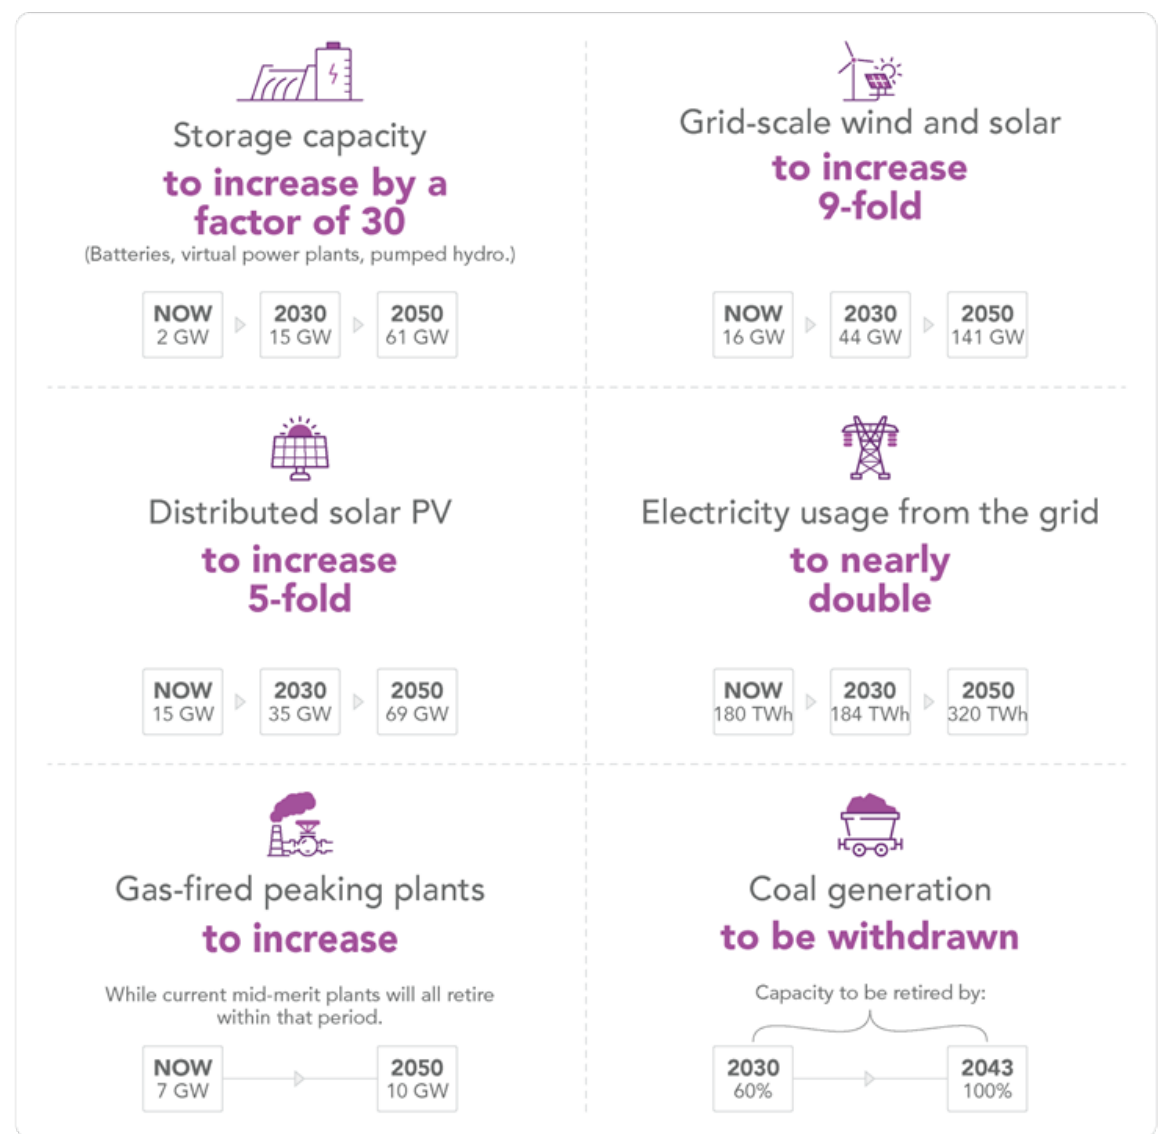 Storage capacity
to increase by a
factor of 30
(Batteries, virtual power plants, pumped hydro.)
NOW
2 GW
2030
15 GW
2050
61 GW
Grid-scale wind and solar
to increase
9-fold
NOW
16 GW
2030
44 GW
2050
141 GW
Distributed solar PV
to increase
5-fold
NOW
15 GW
2030
35 GW
2050
69 GW
Electricity usage from the grid
to nearly
double
NOW
180 TWh
2030
184 TWh
2050
320 TWh
Gas-fired peaking plants
to increase
While current mid-merit plants will all retire
within that period.
NOW
7 GW
2050
10 GW
Coal generation
to be withdrawn
Capacity to be retired by:
2030
60%
2043
100%